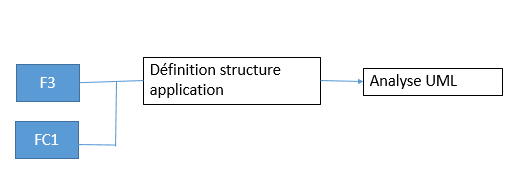 F3
Définition structure
application
Analyse UML
FC1